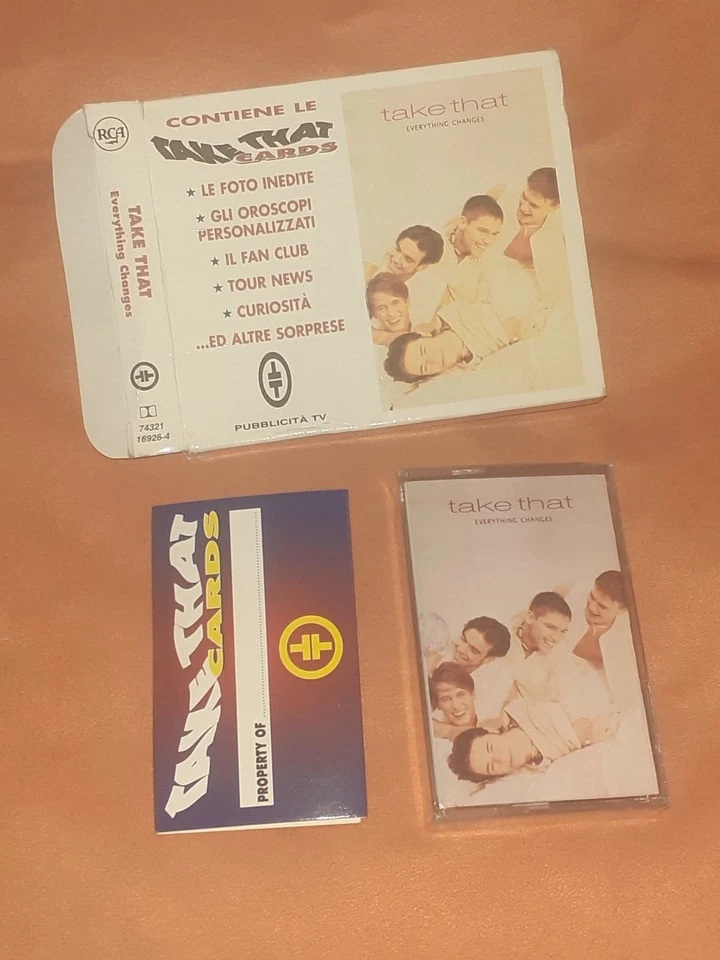 RCA
TAKE THAT
Everything Changes
74321
16926-4
CONTIENE LE
TAKE THAT
CARDS
★ LE FOTO INEDITE
★ GLI OROSCOPI
PERSONALIZZATI
★ IL FAN CLUB
★ TOUR NEWS
★ CURIOSITÀ
...ED ALTRE SORPRESE
PUBBLICITÀ TV
take that
EVERYTHING CHANGES
TAKE THAT
CARDS
PROPERTY OF
take that
EVERYTHING CHANGES